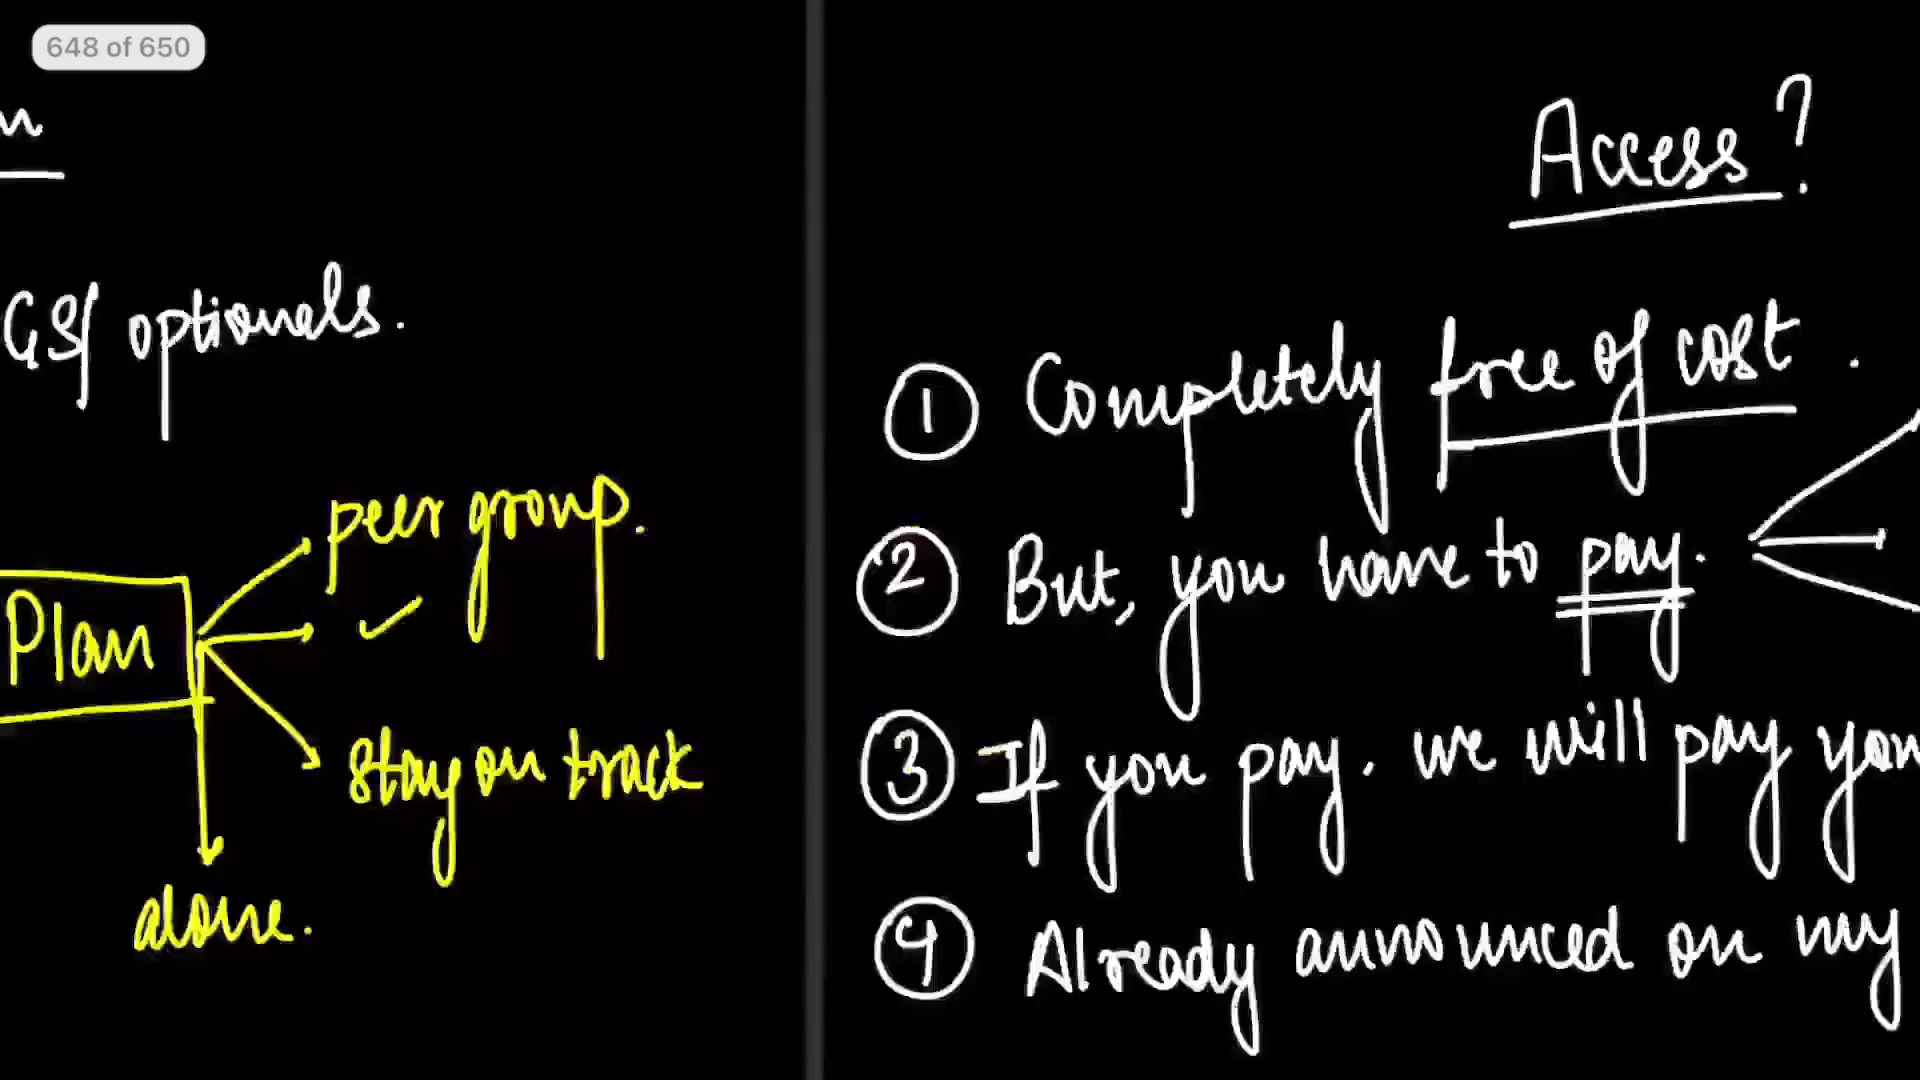 648 of 650
GS/ optionals.
Plan
peer group.
stay on track
alone.
Access?
1 Completely free of cost.
2 But, you have to pay.
3 If you pay. we will pay you
4 Already announced on my